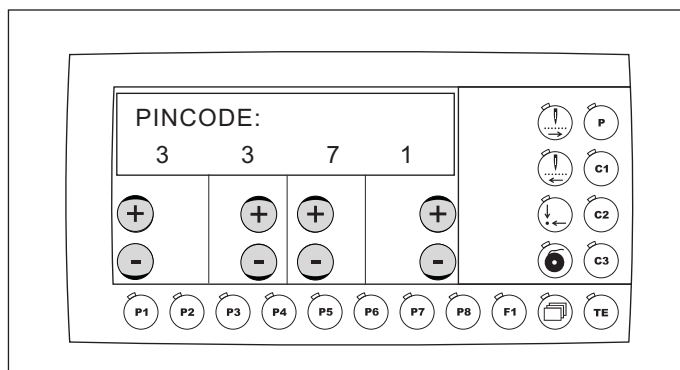 PINCODE:
3 3 7 1
P
C1
+ + + +
C2
- - - -
C3
P1 P2 P3 P4 P5 P6 P7 P8 F1 TE